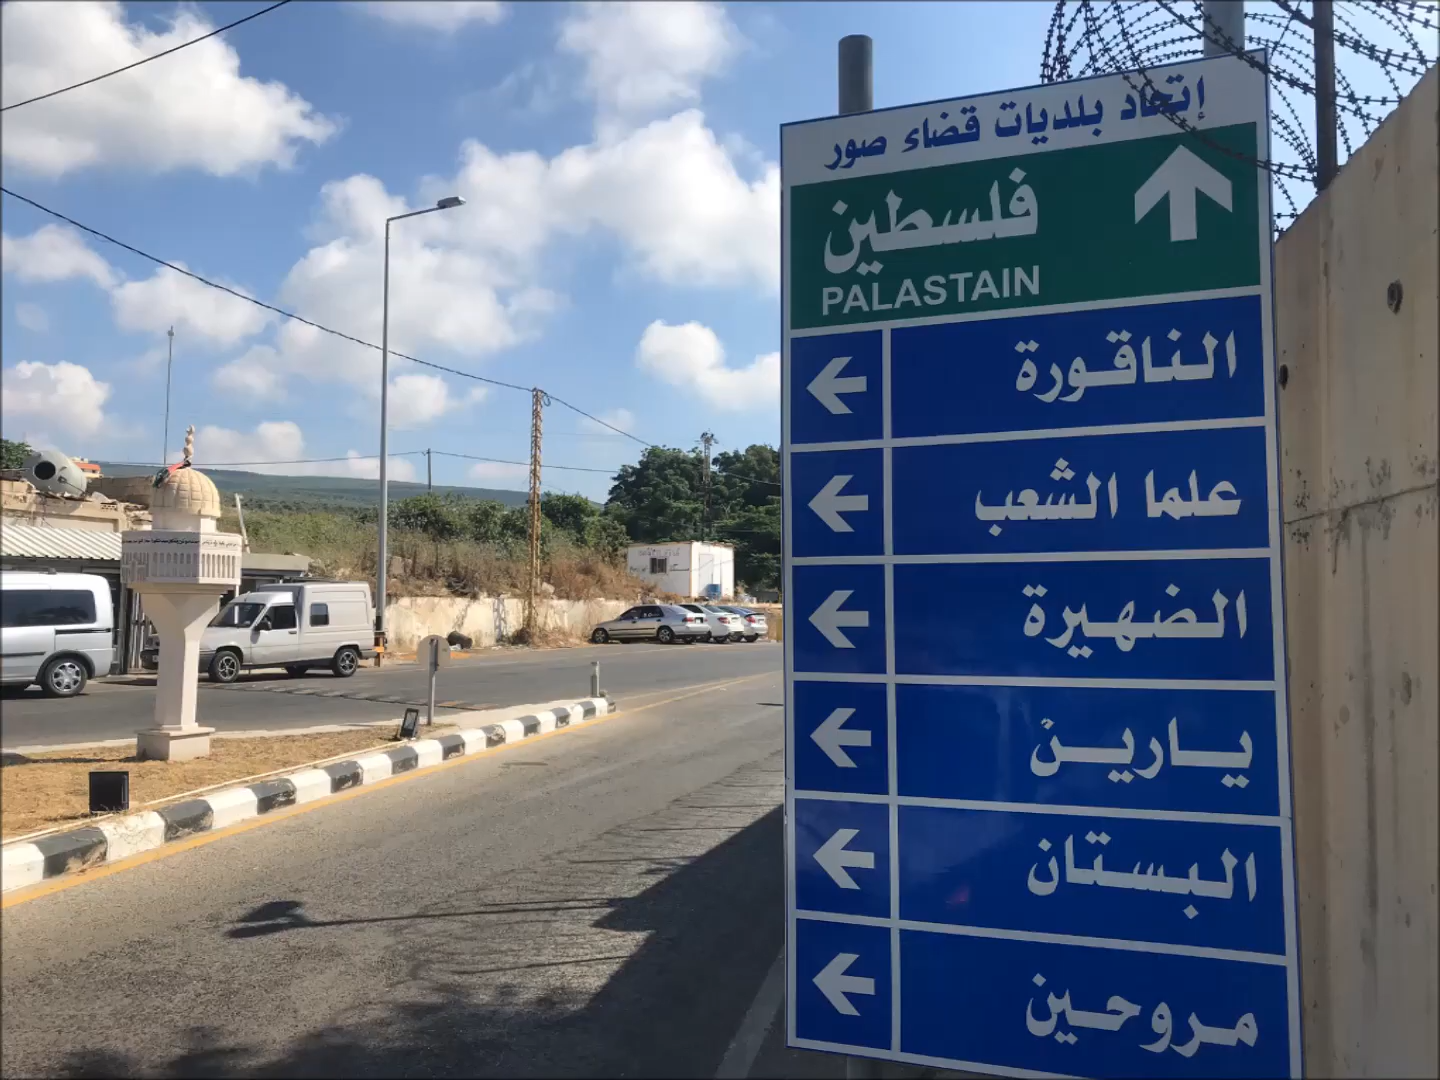 إتحاد بلديات قضاء صور
فلسطين
PALASTAIN
الناقورة
علما الشعب
الضهيرة
يارين
البستان
مروحين